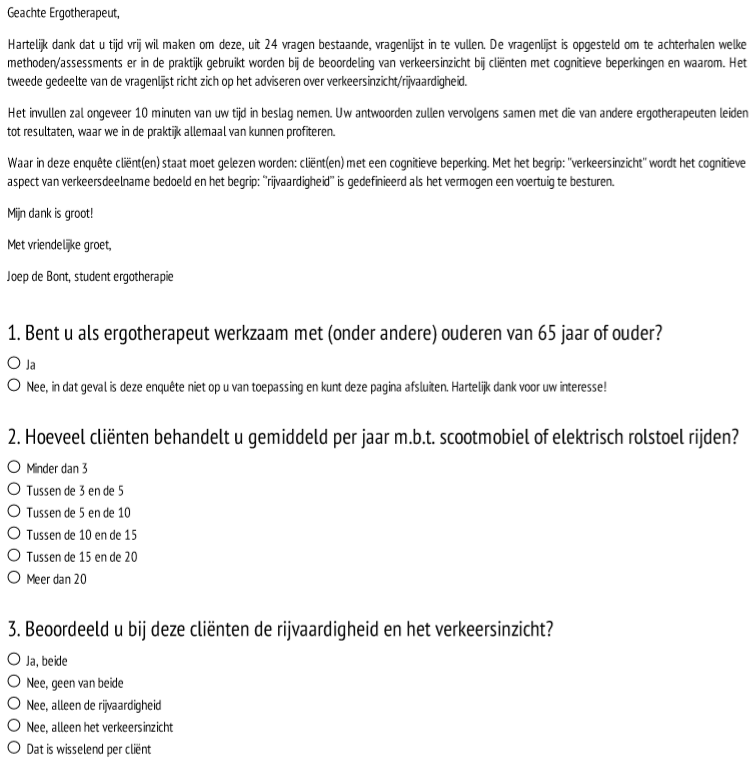 Geachte Ergotherapeut,
Hartelijk dank dat u tijd vrij wil maken om deze, uit 24 vragen bestaande, vragenlijst in te vullen. De vragenlijst is opgesteld om te achterhalen welke
methoden/assessments er in de praktijk gebruikt worden bij de beoordeling van verkeersinzicht bij cliënten met cognitieve beperkingen en waarom. Het
tweede gedeelte van de vragenlijst richt zich op het adviseren over verkeersinzicht/rijvaardigheid.
Het invullen zal ongeveer 10 minuten van uw tijd in beslag nemen. Uw antwoorden zullen vervolgens samen met die van andere ergotherapeuten leiden
tot resultaten, waar we in de praktijk allemaal van kunnen profiteren.
Waar in deze enquête cliënt(en) staat moet gelezen worden: cliënt(en) met een cognitieve beperking. Met het begrip: "verkeersinzicht" wordt het cognitieve
aspect van verkeersdeelname bedoeld en het begrip: "rijvaardigheid" is gedefinieerd als het vermogen een voertuig te besturen.
Mijn dank is groot!
Met vriendelijke groet,
Joep de Bont, student ergotherapie
1. Bent u als ergotherapeut werkzaam met (onder andere) ouderen van 65 jaar of ouder?
Ja
Nee, in dat geval is deze enquête niet op u van toepassing en kunt deze pagina afsluiten. Hartelijk dank voor uw interesse!
2. Hoeveel cliënten behandelt u gemiddeld per jaar m.b.t. scootmobiel of elektrisch rolstoel rijden?
Minder dan 3
Tussen de 3 en de 5
Tussen de 5 en de 10
Tussen de 10 en de 15
Tussen de 15 en de 20
Meer dan 20
3. Beoordeeld u bij deze cliënten de rijvaardigheid en het verkeersinzicht?
Ja, beide
Nee, geen van beide
Nee, alleen de rijvaardigheid
Nee, alleen het verkeersinzicht
Dat is wisselend per cliënt